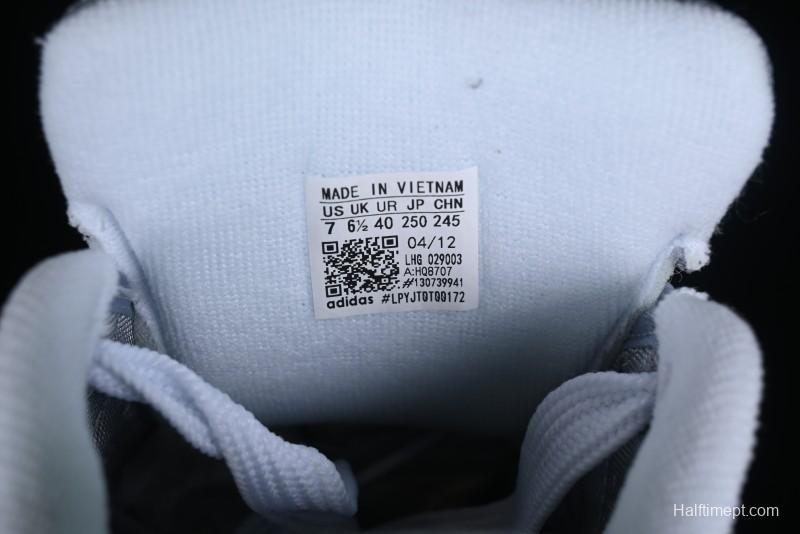 MADE IN VIETNAM
US UK UR JP CHN
7 6½ 40 250 245
04/12
LHG 029003
A:HQ8707
#130739941
adidas #LPYJTQTQQ172
Halftimept.com